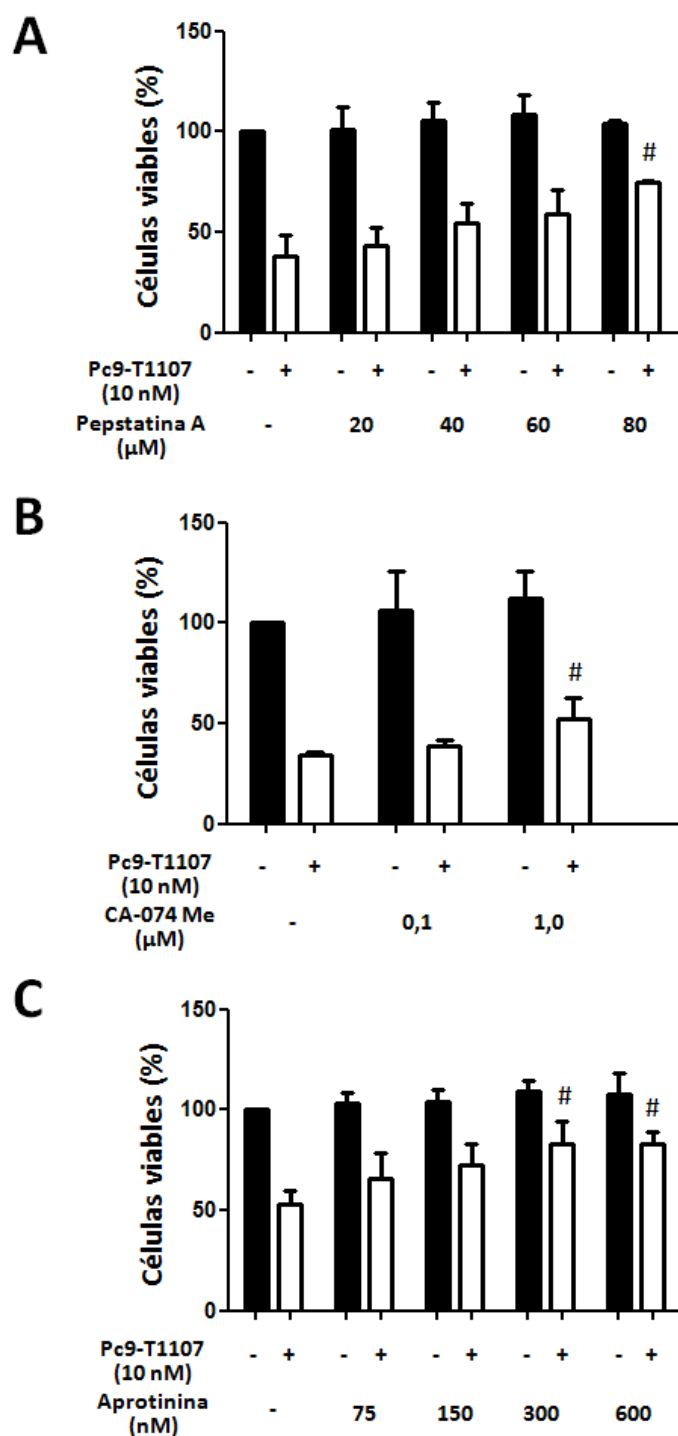 A
Células viables (%)
150
100
50
0
#
Pc9-T1107
(10 nM)
- + - + - + - + - +
Pepstatina A
(µM)
- 20 40 60 80
B
Células viables (%)
150
100
50
0
#
Pc9-T1107
(10 nM)
- + - + - +
CA-074 Me
(µM)
- 0,1 1,0
C
Células viables (%)
150
100
50
0
# #
Pc9-T1107
(10 nM)
- + - + - + - + - +
Aprotinina
(nM)
- 75 150 300 600